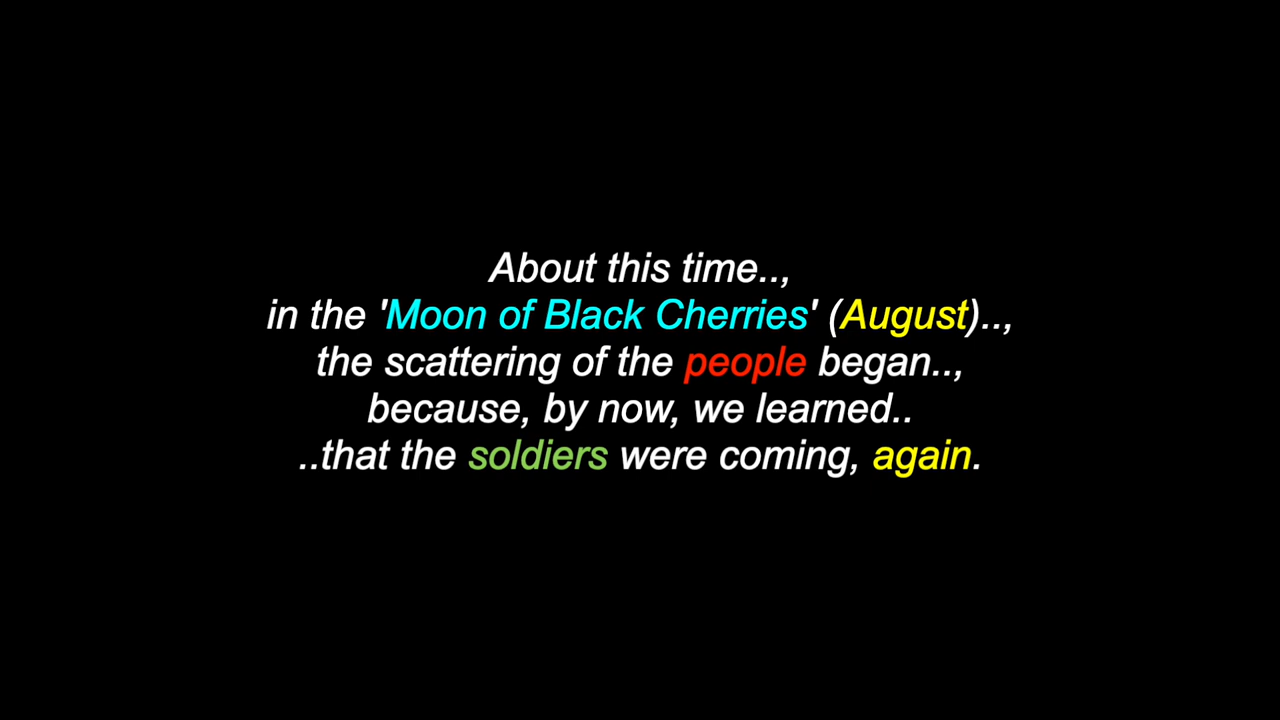 About this time..,
in the 'Moon of Black Cherries' (August)..,
the scattering of the people began..,
because, by now, we learned..
..that the soldiers were coming, again.